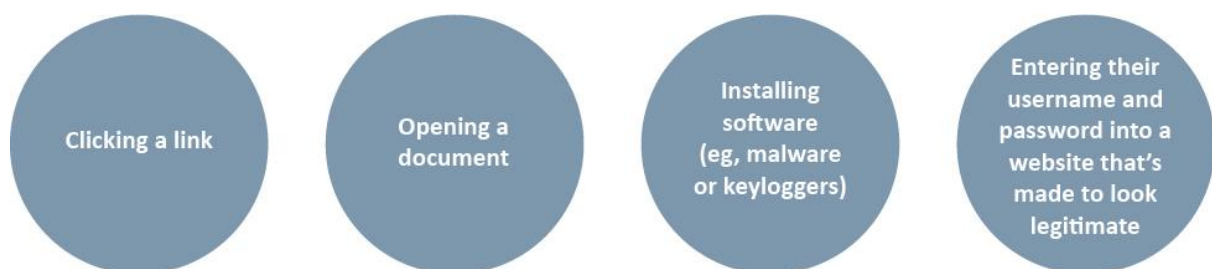 Clicking a link
Opening a
document
Installing
software
(eg, malware
or keyloggers)
Entering their
username and
password into a
website that’s
made to look
legitimate